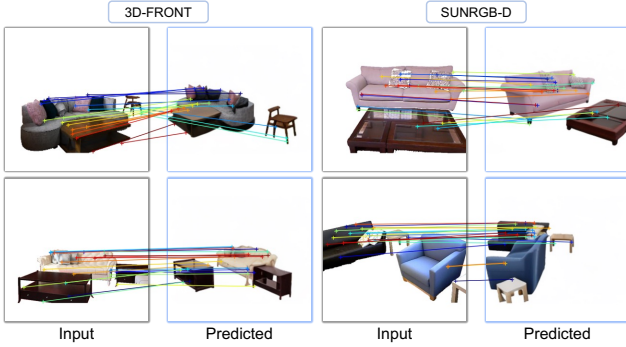 3D-FRONT
SUNRGB-D
Input
Predicted
Input
Predicted